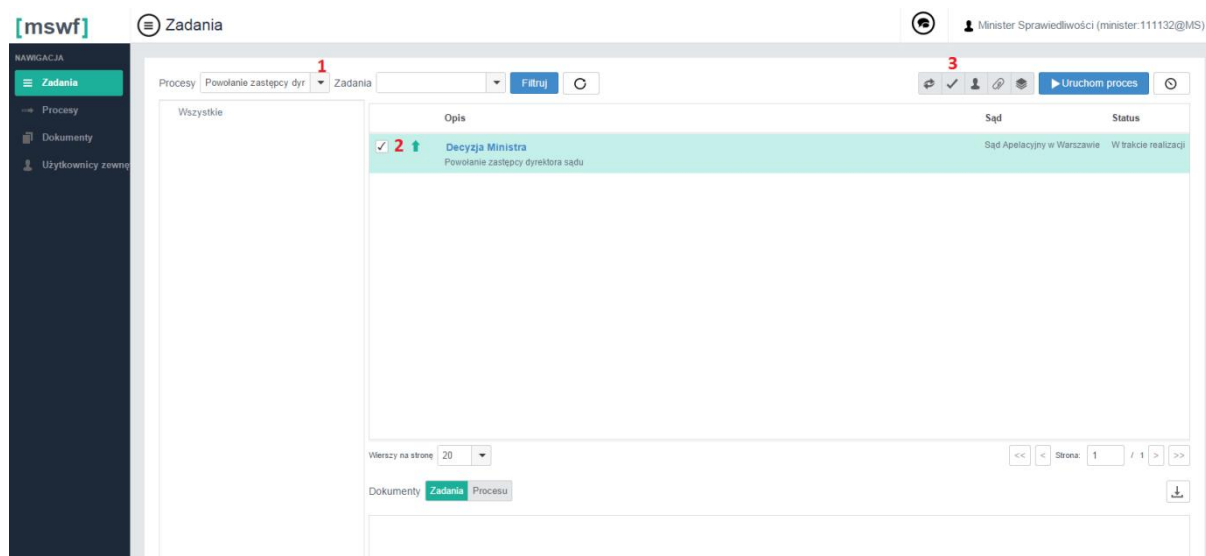 [mswf]
Zadania
Minister Sprawiedliwości (minister:111132@MS)
NAWIGACJA
Zadania
Procesy
Dokumenty
Użytkownicy zewnę
1
3
Procesy Powołanie zastępcy dyr Zadania Filtruj Uruchom proces
Wszystkie
Opis Sąd Status
2 Decyzja Ministra Sąd Apelacyjny w Warszawie W trakcie realizacji
Powołanie zastępcy dyrektora sądu
Wierszy na stronę 20 << < Strona: 1 / 1 > >>
Dokumenty Zadania Procesu